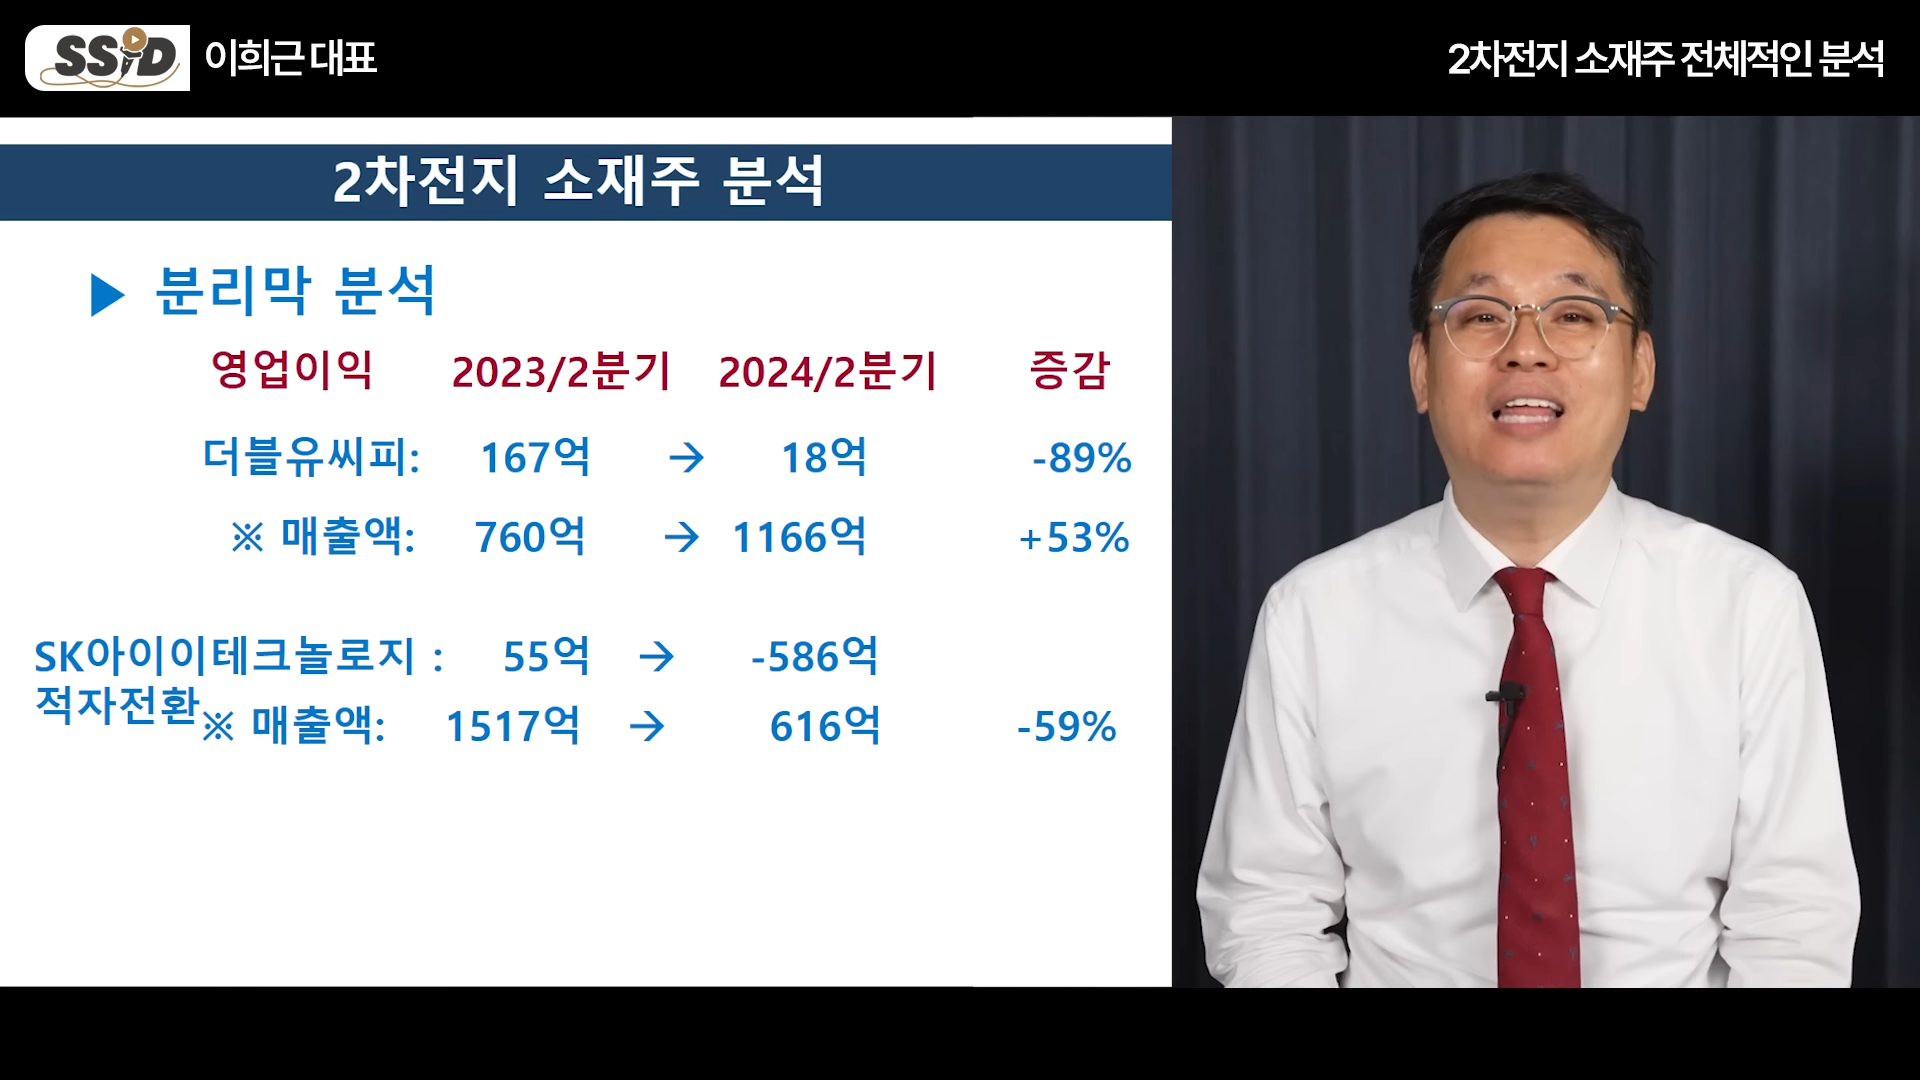 SSiD 이희근 대표
2차전지 소재주 전체적인 분석
2차전지 소재주 분석
▶ 분리막 분석
영업이익 2023/2분기 2024/2분기 증감
더블유씨피: 167억 → 18억 -89%
※ 매출액: 760억 → 1166억 +53%
SK아이이테크놀로지 : 55억 → -586억
적자전환
※ 매출액: 1517억 → 616억 -59%